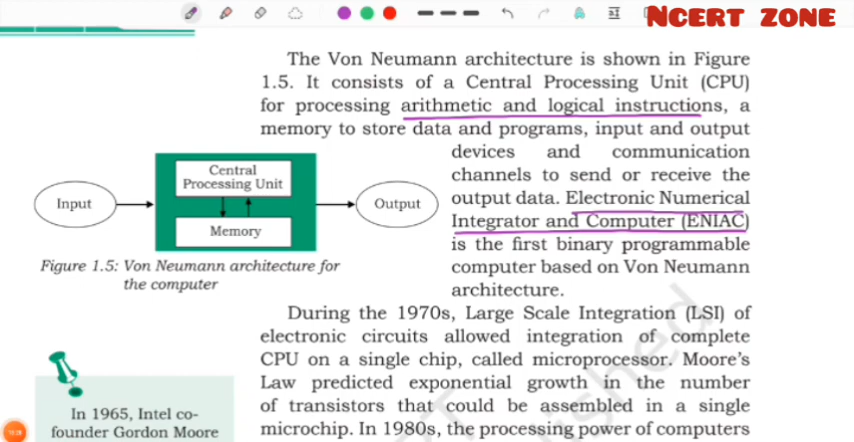 NCERT ZONE
The Von Neumann architecture is shown in Figure
1.5. It consists of a Central Processing Unit (CPU)
for processing arithmetic and logical instructions, a
memory to store data and programs, input and output
devices and communication
channels to send or receive the
output data. Electronic Numerical
Integrator and Computer (ENIAC)
is the first binary programmable
computer based on Von Neumann
architecture.
Input
Central
Processing Unit
Memory
Output
Figure 1.5: Von Neumann architecture for
the computer
During the 1970s, Large Scale Integration (LSI) of
electronic circuits allowed integration of complete
CPU on a single chip, called microprocessor. Moore's
Law predicted exponential growth in the number
of transistors that could be assembled in a single
microchip. In 1980s, the processing power of computers
In 1965, Intel co-
founder Gordon Moore